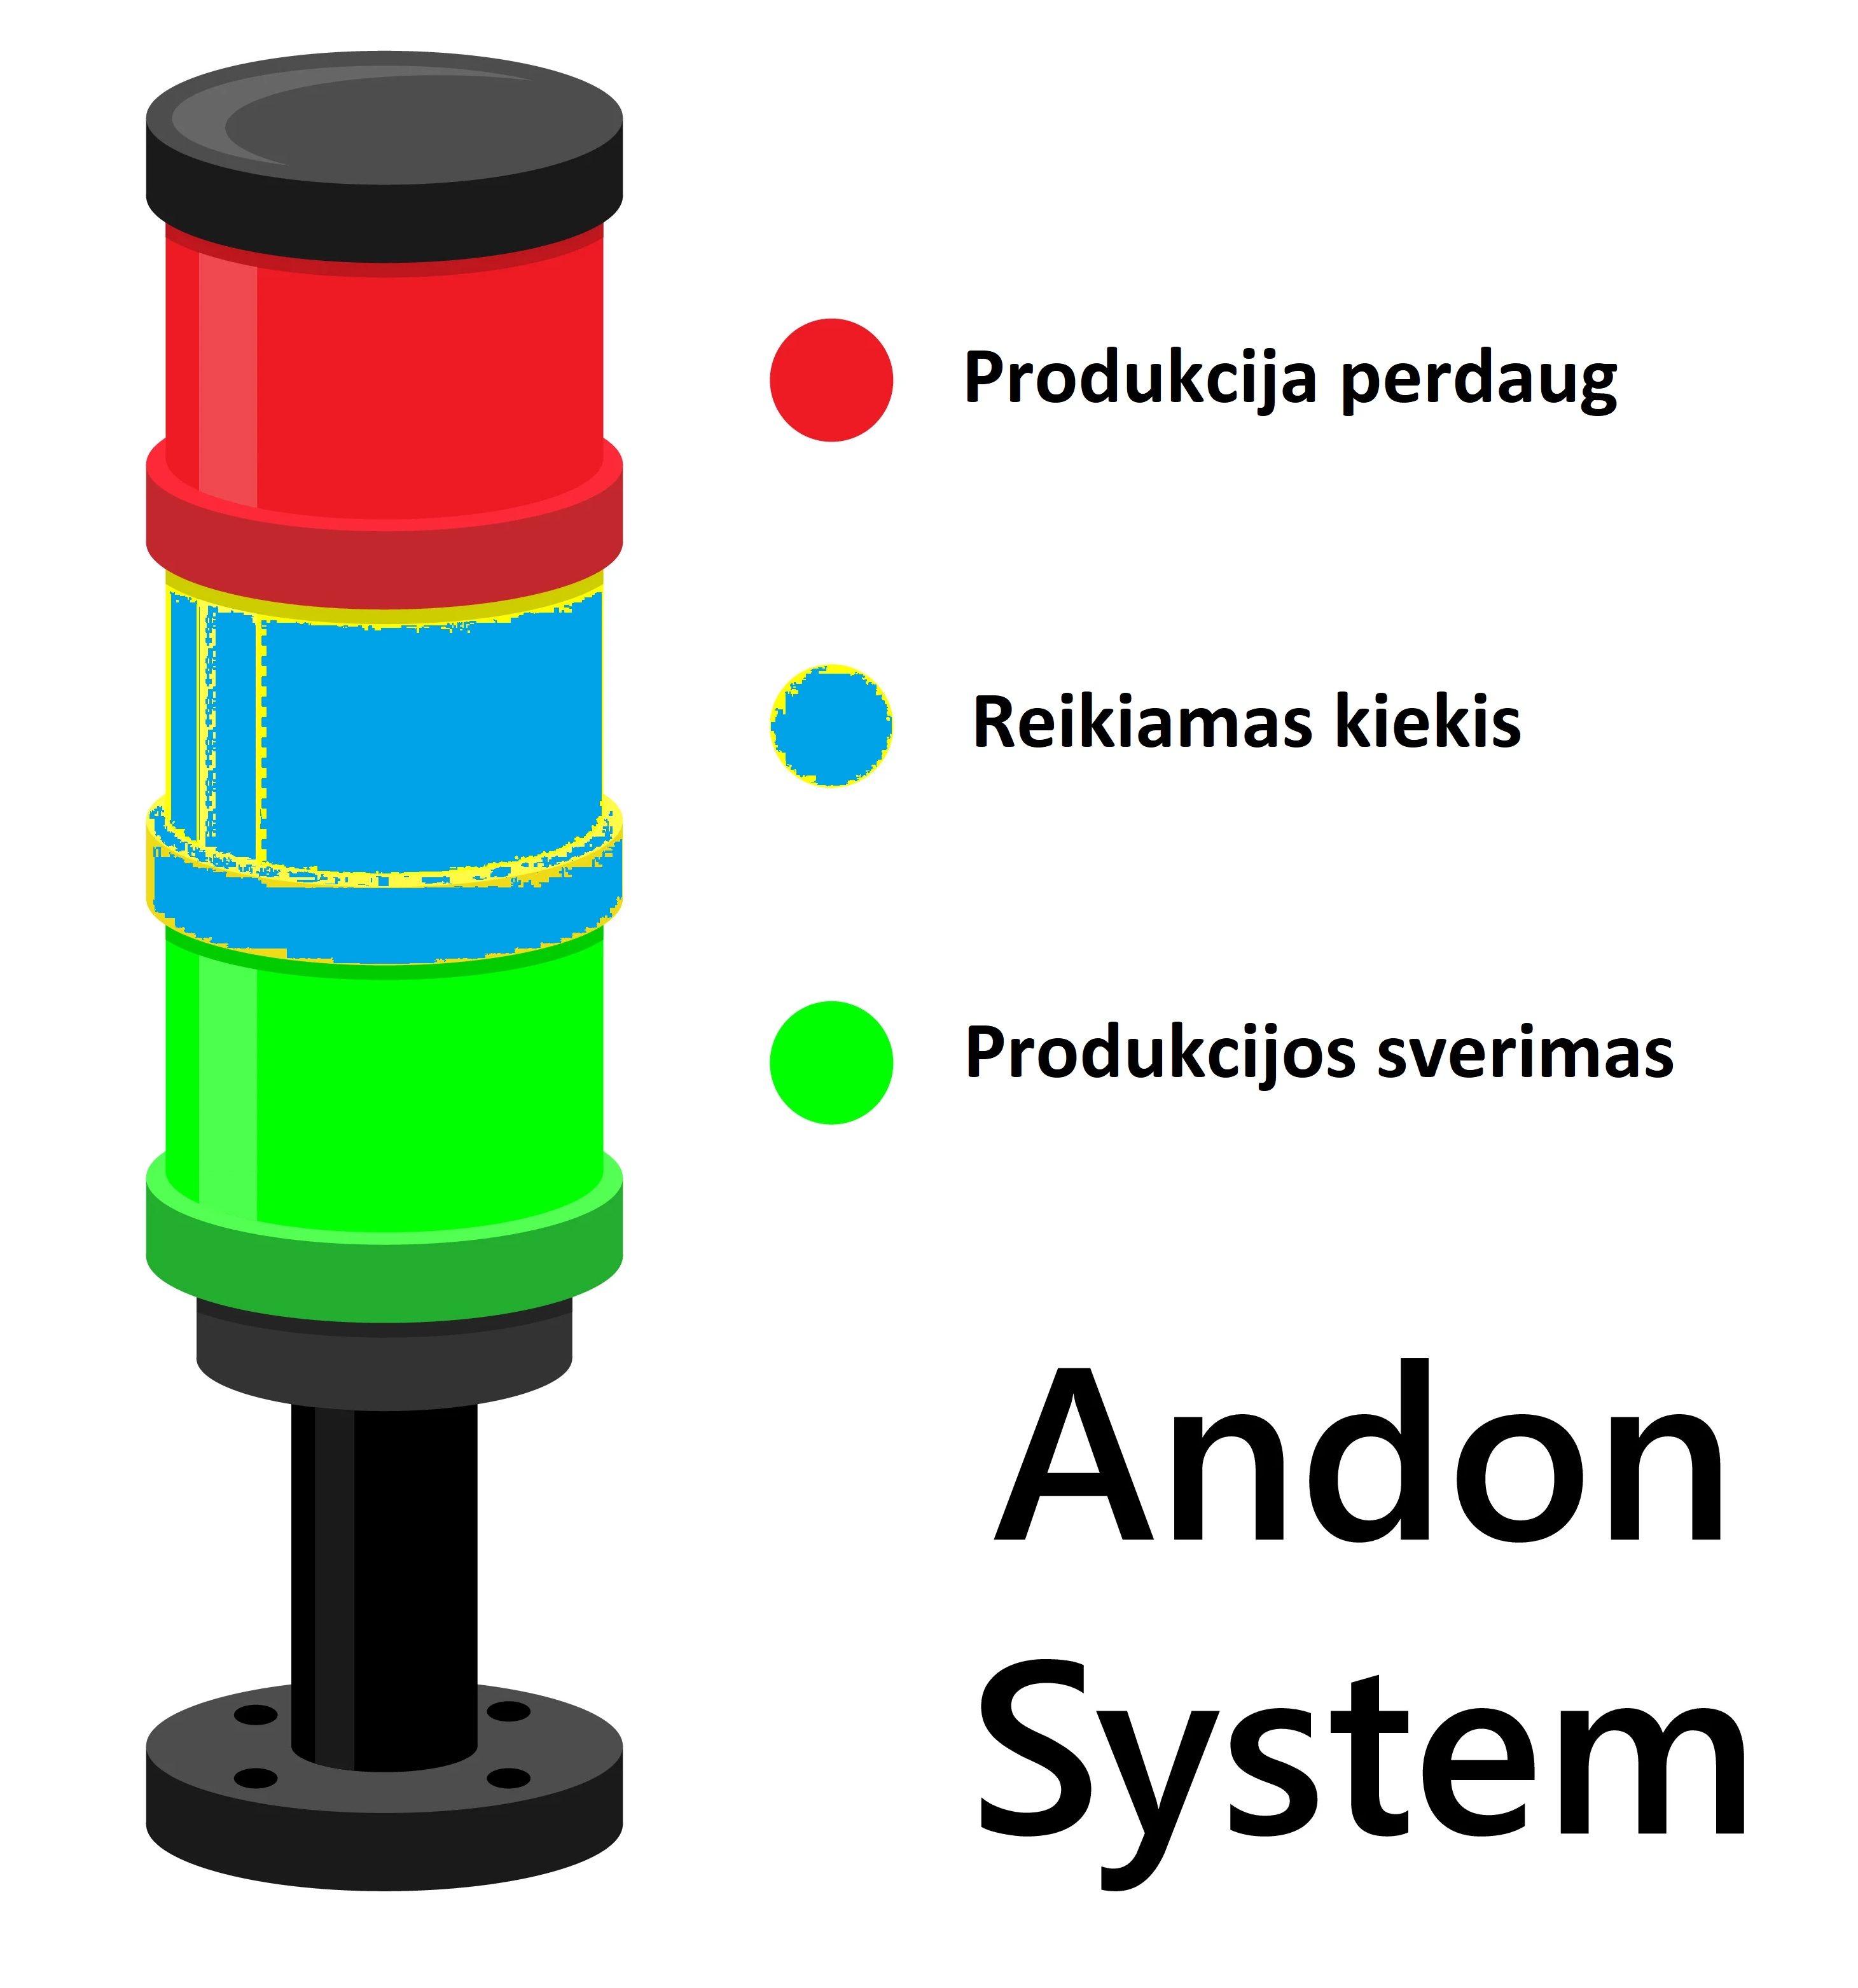 Produkcija perdaug
Reikiamas kiekis
Produkcijos sverimas
Andon
System